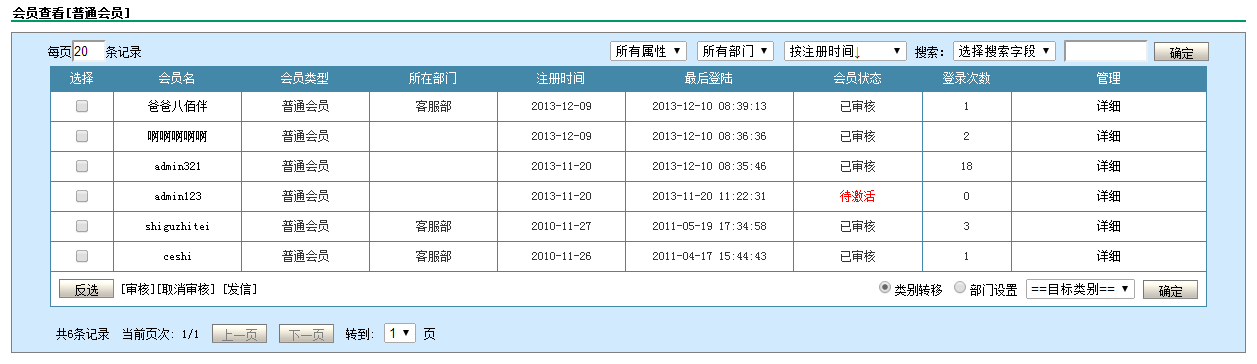 会员查看[普通会员]
每页20条记录 所有属性 所有部门 按注册时间↓ 搜索: 选择搜索字段 确定
选择 会员名 会员类型 所在部门 注册时间 最后登陆 会员状态 登录次数 管理
爸爸八佰伴 普通会员 客服部 2013-12-09 2013-12-10 08:39:13 已审核 1 详细
啊啊啊啊啊 普通会员 2013-12-09 2013-12-10 08:36:36 已审核 2 详细
admin321 普通会员 2013-11-20 2013-12-10 08:35:46 已审核 18 详细
admin123 普通会员 2013-11-20 2013-11-20 11:22:31 待激活 0 详细
shiguzhitei 普通会员 客服部 2010-11-27 2011-05-19 17:34:58 已审核 3 详细
ceshi 普通会员 客服部 2010-11-26 2011-04-17 15:44:43 已审核 1 详细
反选 [审核][取消审核] [发信] 类别转移 部门设置 ==目标类别== 确定
共6条记录 当前页次: 1/1 上一页 下一页 转到: 1 页